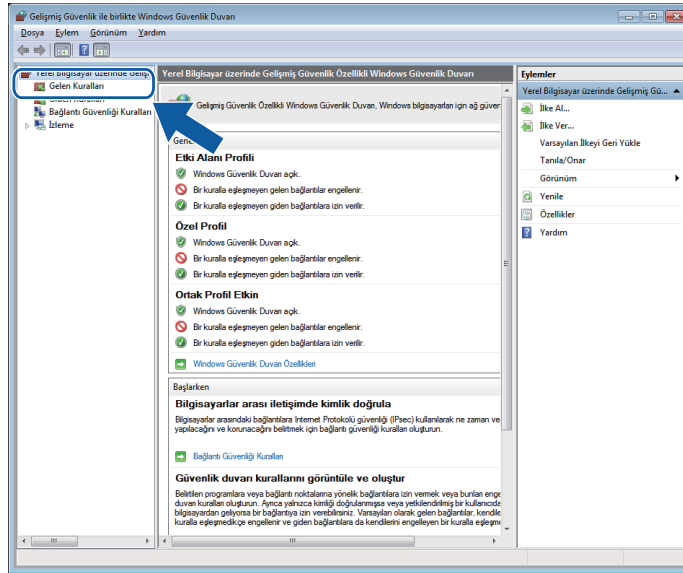 Gelişmiş Güvenlik ile birlikte Windows Güvenlik Duvarı
Dosya Eylem Görünüm Yardım
Yerel Bilgisayar üzerinde Geliş
Gelen Kuralları
Giden Kuralları
Bağlantı Güvenliği Kuralları
İzleme
Yerel Bilgisayar üzerinde Gelişmiş Güvenlik Özellikli Windows Güvenlik Duvarı
Gelişmiş Güvenlik Özellikli Windows Güvenlik Duvarı, Windows bilgisayarları için ağ güven
Gene
Etki Alanı Profili
Windows Güvenlik Duvarı açık.
Bir kuralla eşleşmeyen gelen bağlantılar engellenir.
Bir kuralla eşleşmeyen giden bağlantılara izin verilir.
Özel Profil
Windows Güvenlik Duvarı açık.
Bir kuralla eşleşmeyen gelen bağlantılar engellenir.
Bir kuralla eşleşmeyen giden bağlantılara izin verilir.
Ortak Profil Etkin
Windows Güvenlik Duvarı açık.
Bir kuralla eşleşmeyen gelen bağlantılar engellenir.
Bir kuralla eşleşmeyen giden bağlantılara izin verilir.
Windows Güvenlik Duvarı Özellikleri
Başlarken
Bilgisayarlar arası iletişimde kimlik doğrula
Bilgisayarlar arasındaki bağlantılara Internet Protokolü güvenliği (IPsec) kullanılarak ne zaman ve
yapılacağını ve korunacağını belirtmek için bağlantı güvenliği kuralları oluşturun.
Bağlantı Güvenliği Kuralları
Güvenlik duvarı kurallarını görüntüle ve oluştur
Belirtilen programlara veya bağlantı noktalarına yönelik bağlantılara izin vermek veya bunları enge
duvarı kuralları oluşturun. Ayrıca yalnızca kimliği doğrulanmışsa veya yetkilendirilmiş bir kullanıcıda
bilgisayardan geliyorsa bir bağlantıya izin verebilirsiniz. Varsayılan olarak gelen bağlantılar, kendile
kuralla eşleşmedikçe engellenir ve giden bağlantılara da kendilerini engelleyen bir kuralla eşleşme
Eylemler
Yerel Bilgisayar üzerinde Gelişmiş Gü...
İlke Al...
İlke Ver...
Varsayılan İlkeyi Geri Yükle
Tanıla/Onar
Görünüm
Yenile
Özellikler
Yardım